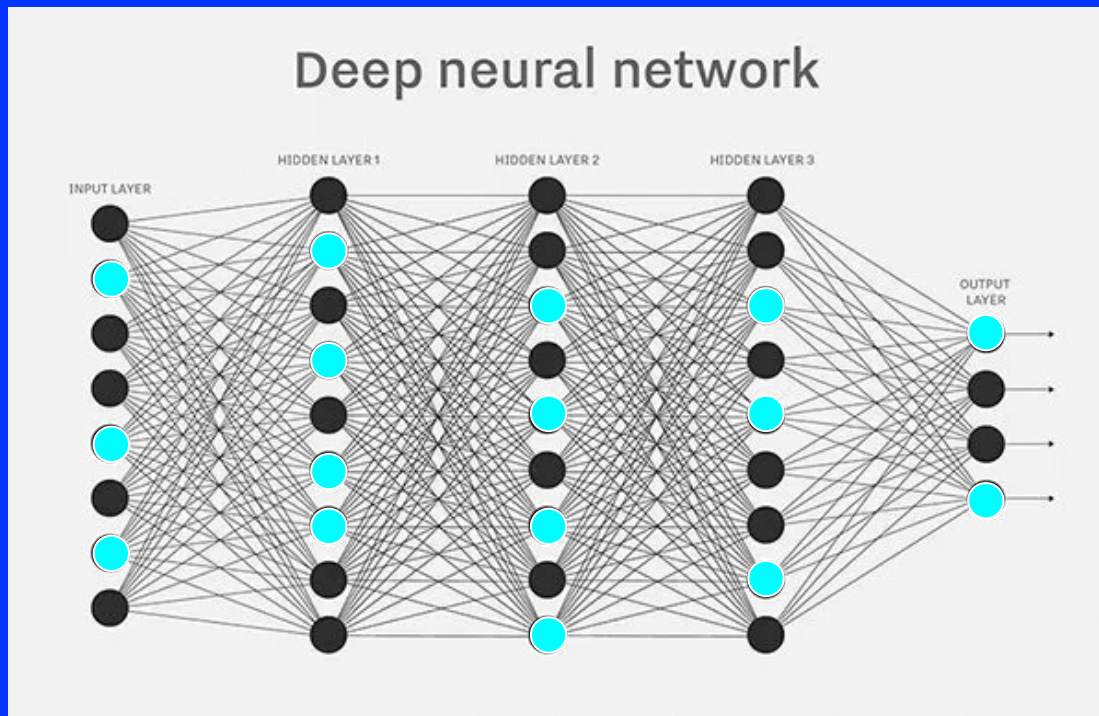 Deep neural network
HIDDEN LAYER 1
HIDDEN LAYER 2
HIDDEN LAYER 3
INPUT LAYER
OUTPUT
LAYER